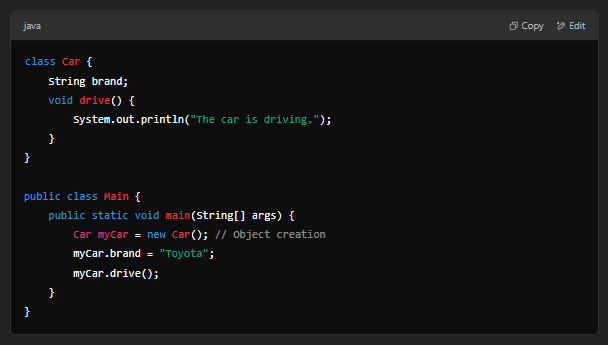 java
Copy
Edit
class Car {
    String brand;
    void drive() {
        System.out.println("The car is driving.");
    }
}

public class Main {
    public static void main(String[] args) {
        Car myCar = new Car(); // Object creation
        myCar.brand = "Toyota";
        myCar.drive();
    }
}